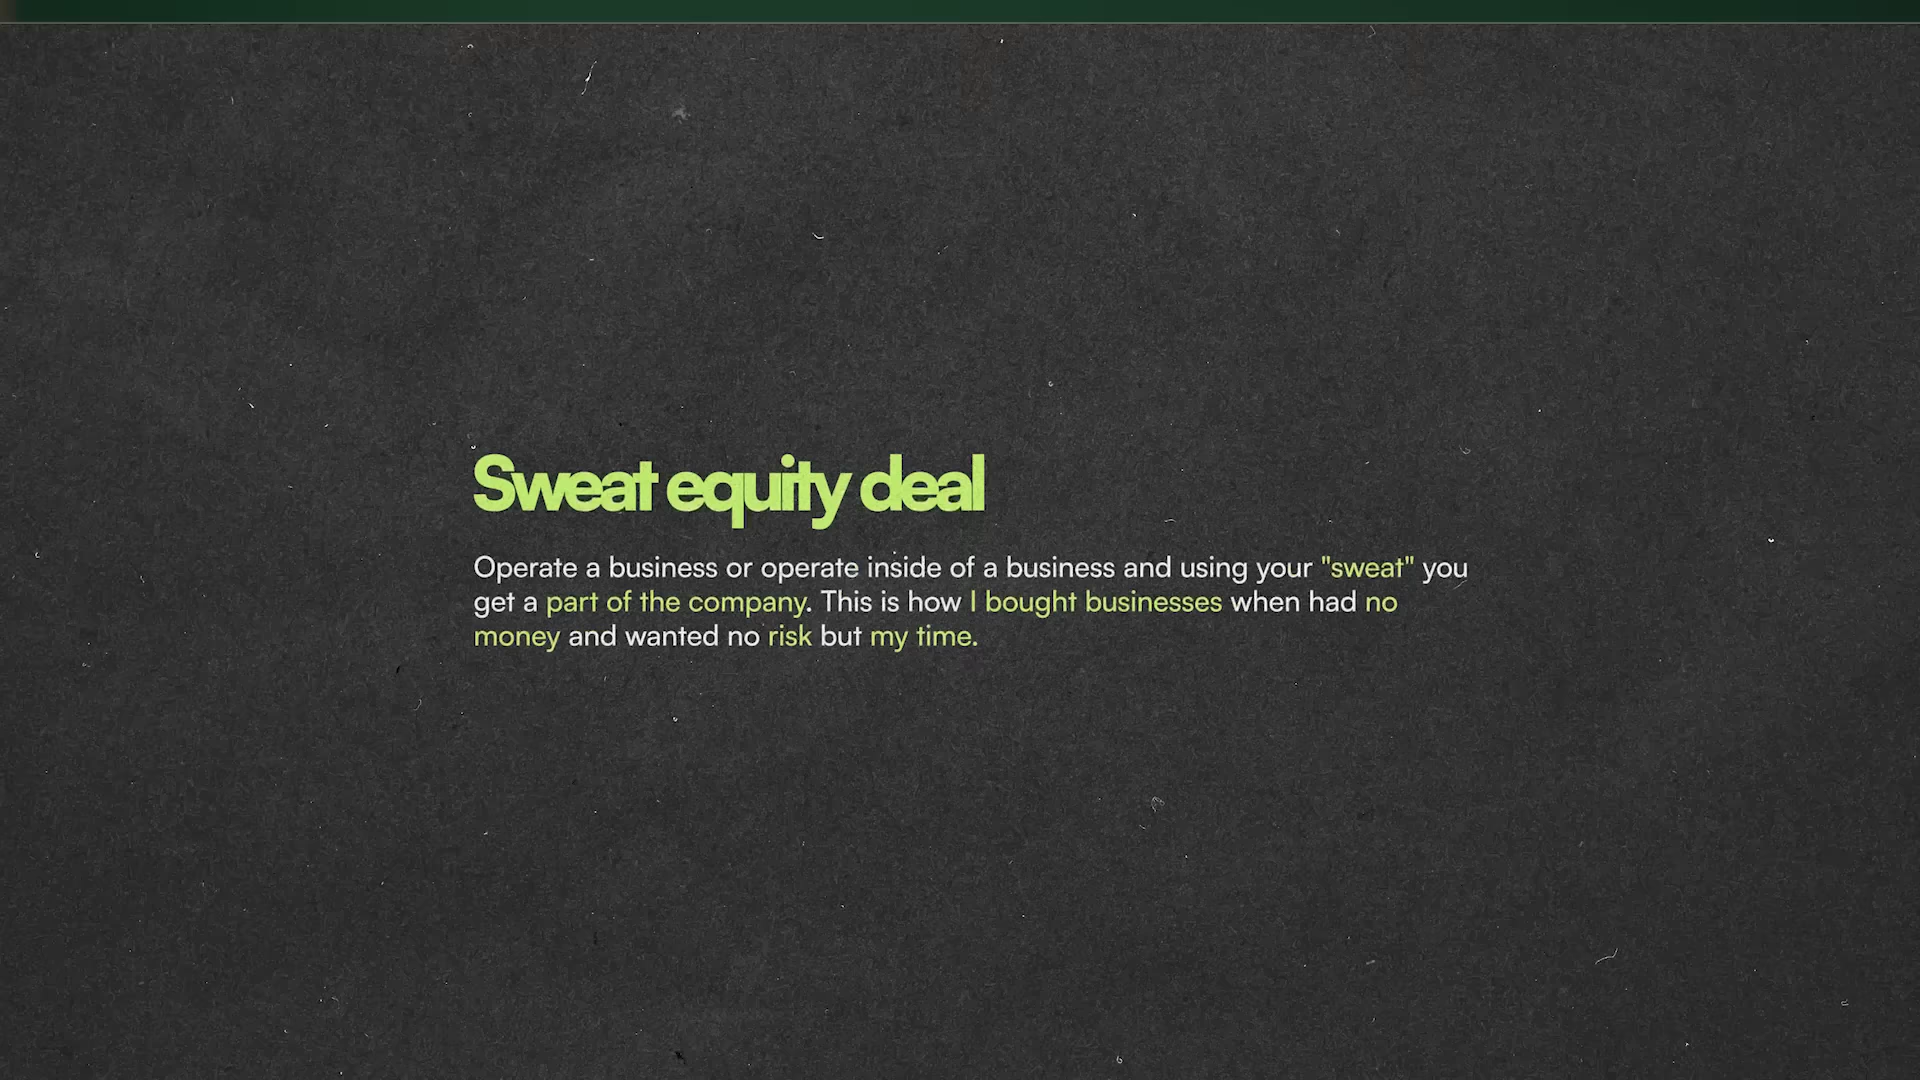 Sweat equity deal
Operate a business or operate inside of a business and using your "sweat" you
get a part of the company. This is how I bought businesses when had no
money and wanted no risk but my time.